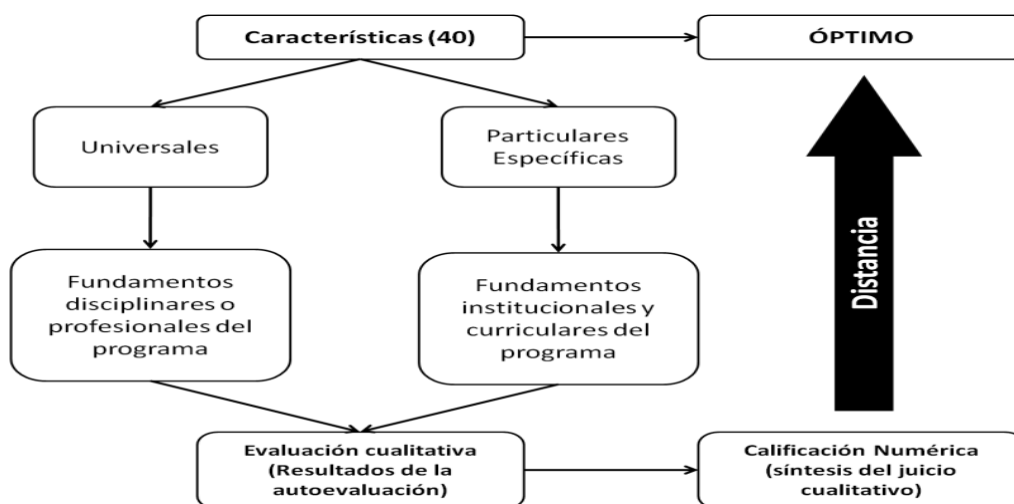 Características (40)
ÓPTIMO
Universales
Particulares
Específicas
Fundamentos
disciplinares o
profesionales del
programa
Fundamentos
institucionales y
curriculares del
programa
Distancia
Evaluación cualitativa
(Resultados de la
autoevaluación)
Calificación Numérica
(síntesis del juicio
cualitativo)